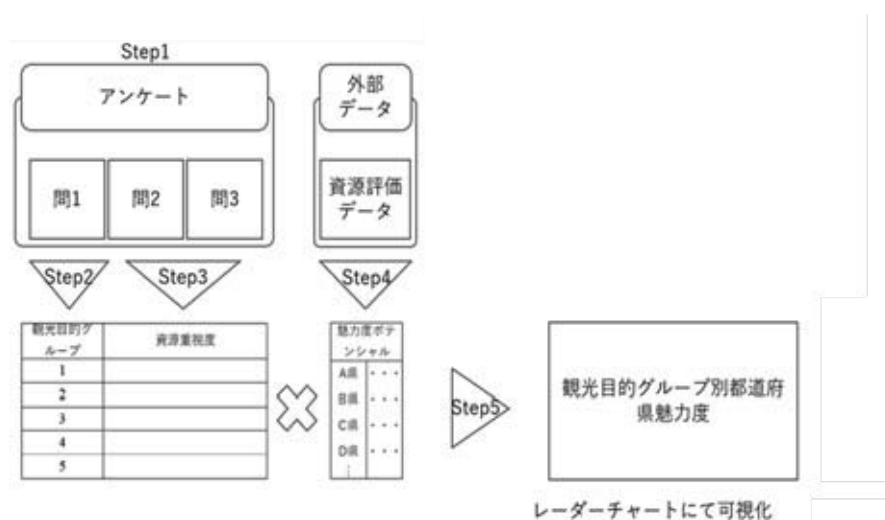 Step1
アンケート
外部
データ
問1
問2
問3
資源評価
データ
Step2
Step3
Step4
観光目的グ
ループ
資源重視度
1
2
3
4
5
魅力度ポテ
ンシャル
A県 ・・・
B県 ・・・
C県 ・・・
D県 ・・・
⋮
Step5
観光目的グループ別都道府
県魅力度
レーダーチャートにて可視化